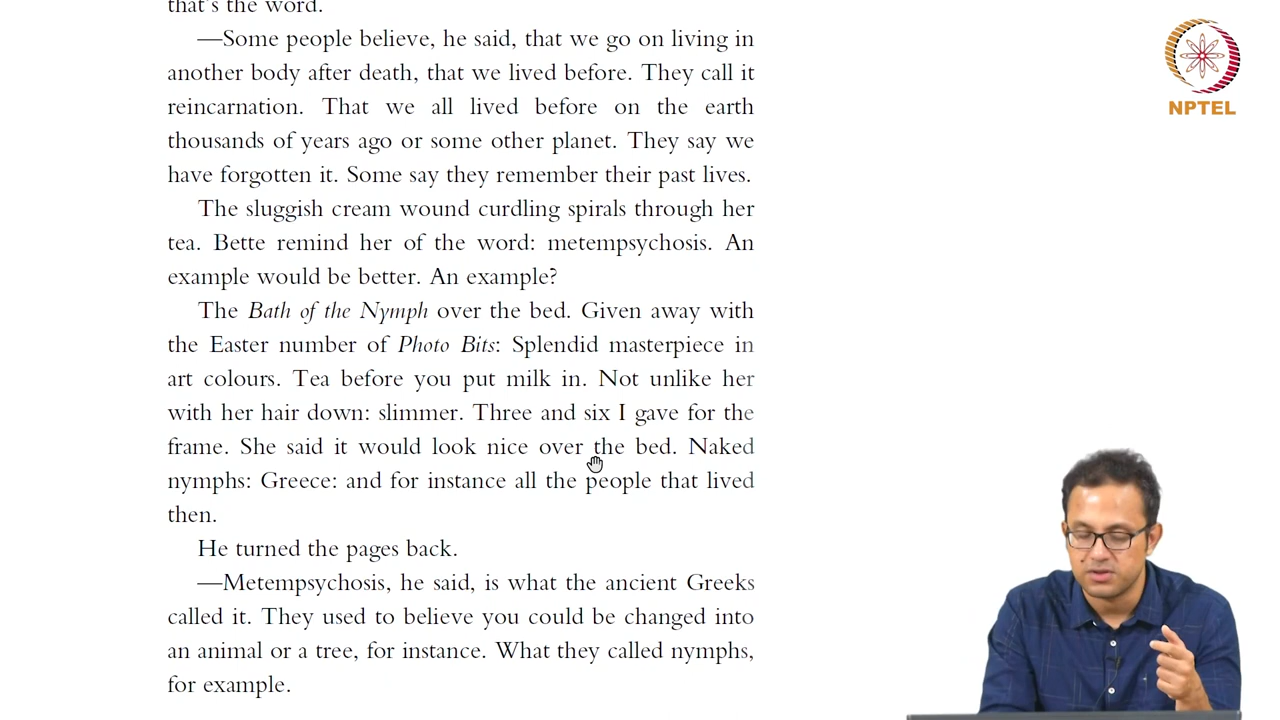 that's the word.
—Some people believe, he said, that we go on living in
another body after death, that we lived before. They call it
reincarnation. That we all lived before on the earth
thousands of years ago or some other planet. They say we
have forgotten it. Some say they remember their past lives.
The sluggish cream wound curdling spirals through her
tea. Bette remind her of the word: metempsychosis. An
example would be better. An example?
The Bath of the Nymph over the bed. Given away with
the Easter number of Photo Bits: Splendid masterpiece in
art colours. Tea before you put milk in. Not unlike her
with her hair down: slimmer. Three and six I gave for the
frame. She said it would look nice over the bed. Naked
nymphs: Greece: and for instance all the people that lived
then.
He turned the pages back.
—Metempsychosis, he said, is what the ancient Greeks
called it. They used to believe you could be changed into
an animal or a tree, for instance. What they called nymphs,
for example.
NPTEL